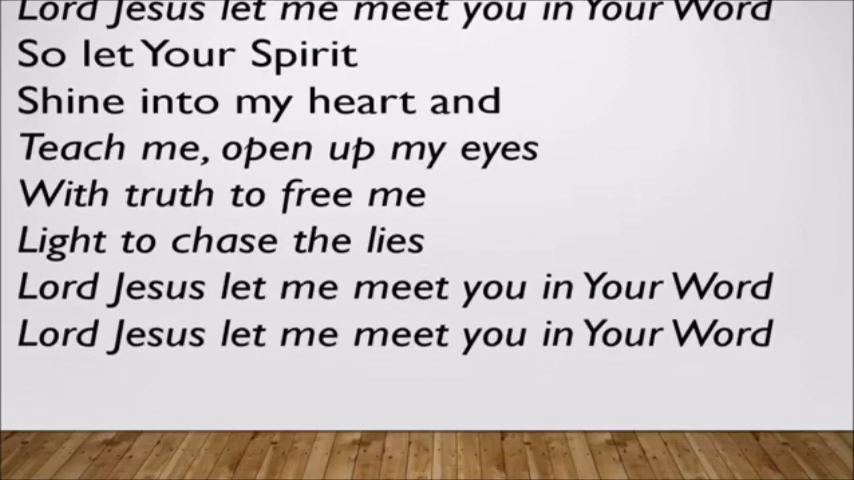 Lord Jesus let me meet you in Your Word
So let Your Spirit
Shine into my heart and
Teach me, open up my eyes
With truth to free me
Light to chase the lies
Lord Jesus let me meet you in Your Word
Lord Jesus let me meet you in Your Word